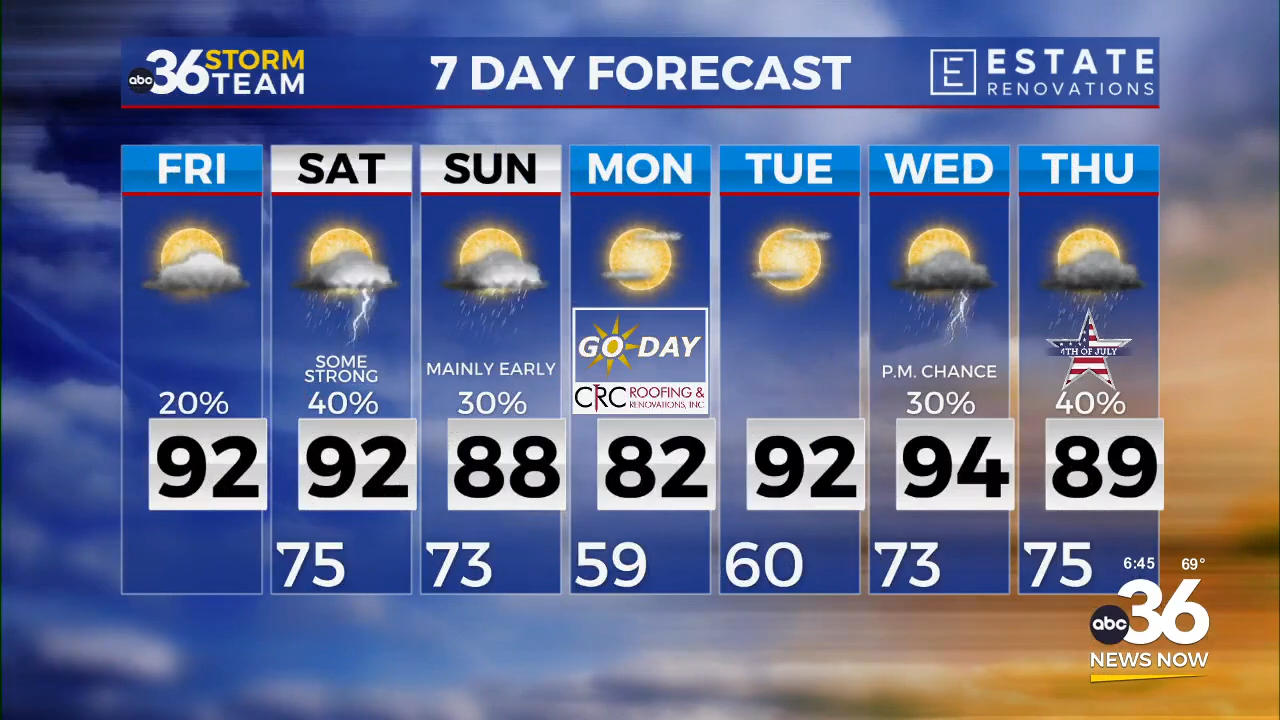 abc 36 STORM TEAM
7 DAY FORECAST
E ESTATE RENOVATIONS
FRI
20%
92
SAT
SOME
STRONG
40%
92
75
SUN
MAINLY EARLY
30%
88
73
MON
GO DAY
CRC ROOFING &
RENOVATIONS, INC
82
59
TUE
92
60
WED
P.M. CHANCE
30%
94
73
THU
4TH OF JULY
40%
89
75
6:45 69°
abc 36
NEWS NOW